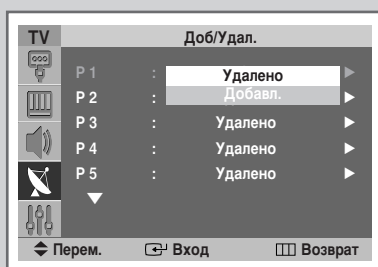 TV Доб/Удал.
P 1 : Удалено
P 2 : Добавл.
P 3 : Удалено
P 4 : Удалено
P 5 : Удалено
Перем. Вход Возврат